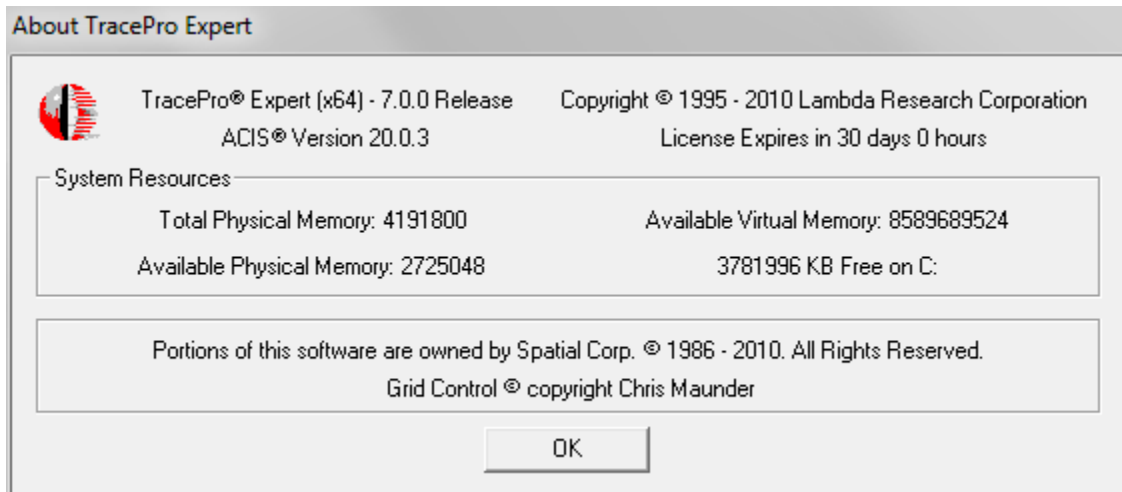 About TracePro Expert
TracePro® Expert (x64) - 7.0.0 Release
Copyright © 1995 - 2010 Lambda Research Corporation
ACIS® Version 20.0.3
License Expires in 30 days 0 hours
System Resources
Total Physical Memory: 4191800
Available Virtual Memory: 8589689524
Available Physical Memory: 2725048
3781996 KB Free on C:
Portions of this software are owned by Spatial Corp. © 1986 - 2010. All Rights Reserved.
Grid Control © copyright Chris Maunder
OK